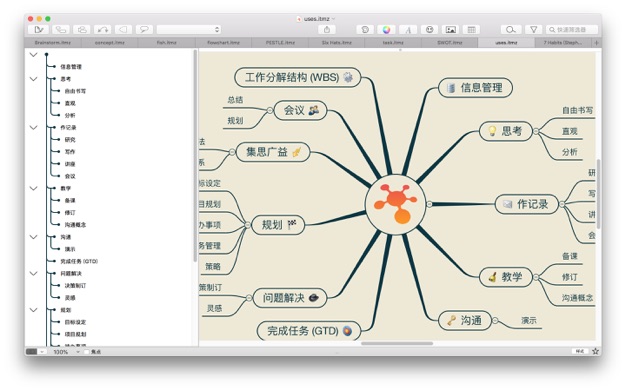 uses.itmz
快速筛选
Brainstorm.itmz
concept.itmz
fish.itmz
flowchart.itmz
PESTLE.itmz
Six Hats.itmz
task.itmz
SWOT.itmz
uses.itmz
7 Habits (Steph...
信息管理
思考
自由书写
直观
分析
作记录
研究
写作
讲座
会议
教学
备课
修订
沟通概念
沟通
演示
完成任务 (GTD)
问题解决
决策制订
灵感
规划
目标设定
项目规划
工作分解结构 (WBS)
总结
会议
规划
法
集思广益
系
标设定
目规划
办事项
规划
务管理
策略
策制订
问题解决
灵感
完成任务 (GTD)
信息管理
自由书写
思考
直观
分析
研
写
作记录
讲
会
备课
教学
修订
沟通概念
沟通
演示
100%
焦点
样式